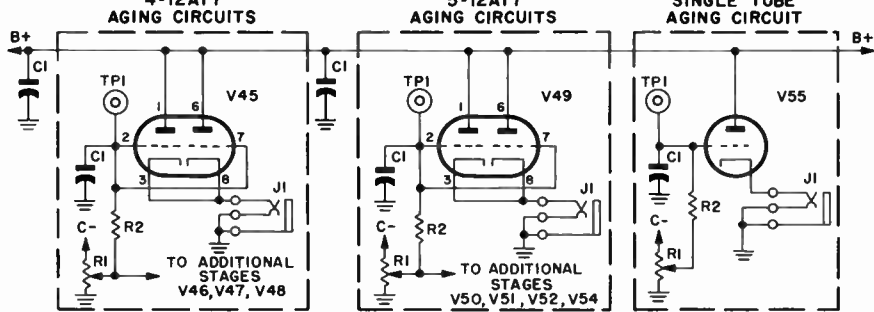 4-12AT7
AGING CIRCUITS
5-12AT7
AGING CIRCUITS
SINGLE TUBE
AGING CIRCUIT
B+
C1
TP1
V45
1
6
2
7
3
8
C1
R2
J1
C-
R1
TO ADDITIONAL
STAGES
V46, V47, V48
C1
TP1
V49
1
6
2
7
3
8
C1
R2
J1
C-
R1
TO ADDITIONAL
STAGES
V50, V51, V52, V54
B+
TP1
V55
C1
R2
J1
C-
R1